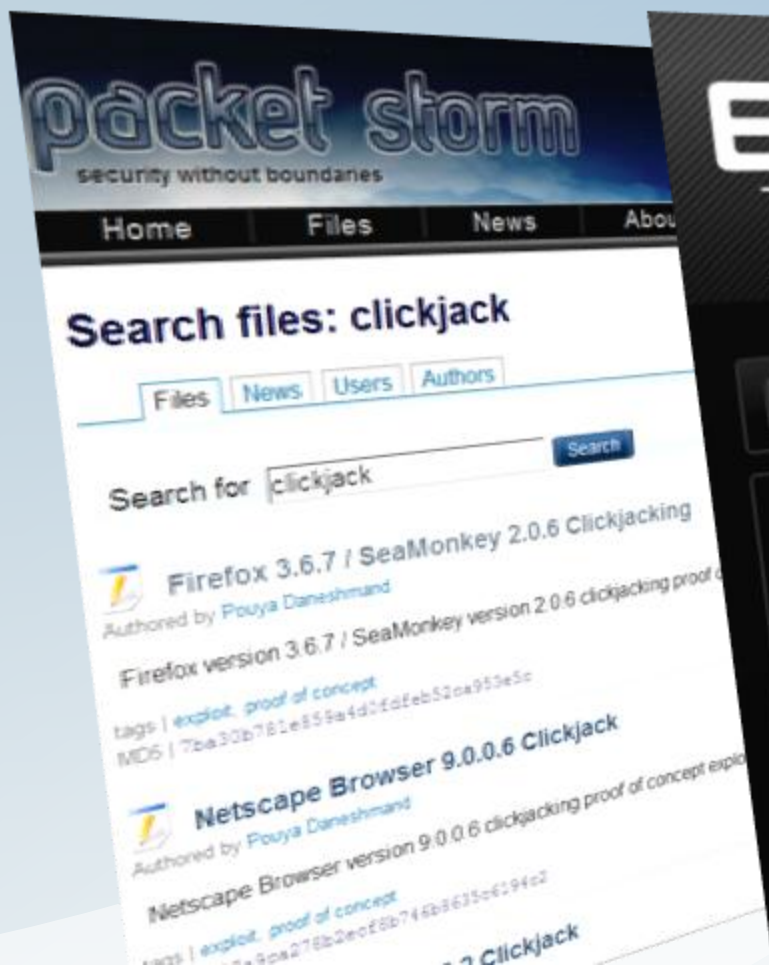 packet storm
security without boundaries
Home Files News Abou
Search files: clickjack
Files News Users Authors
Search for clickjack Search
Firefox 3.6.7 / SeaMonkey 2.0.6 Clickjacking
Authored by Pouya Daneshmand
Firefox version 3.6.7 / SeaMonkey version 2.0.6 clickjacking proof
tags | exploit, proof of concept
MD5 |
Netscape Browser 9.0.0.6 Clickjack
Authored by Pouya Daneshmand
Netscape Browser version 9.0.0.6 clickjacking proof of concept explo
tags | exploit, proof of concept
Clickjack
E